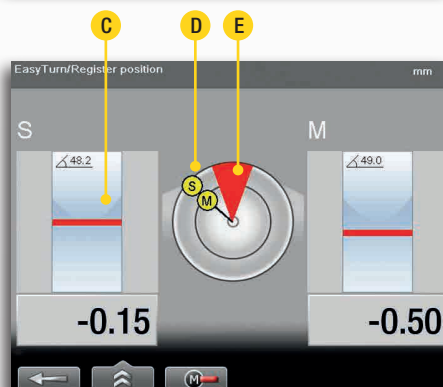 C D E
EasyTurn/Register position mm
S M
48.2 49.0
S
M
-0.15 -0.50
M